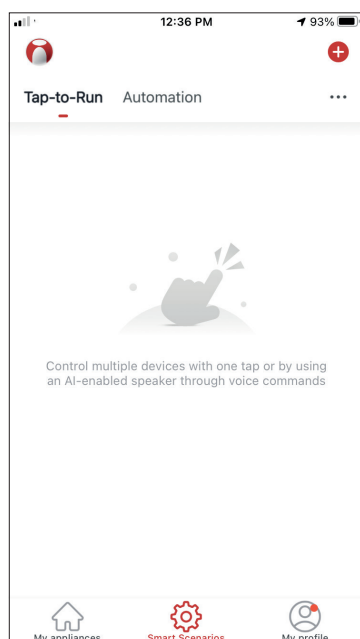 12:36 PM
93%
Tap-to-Run
Automation
Control multiple devices with one tap or by using
an AI-enabled speaker through voice commands
My appliances
Smart Scenarios
My profile